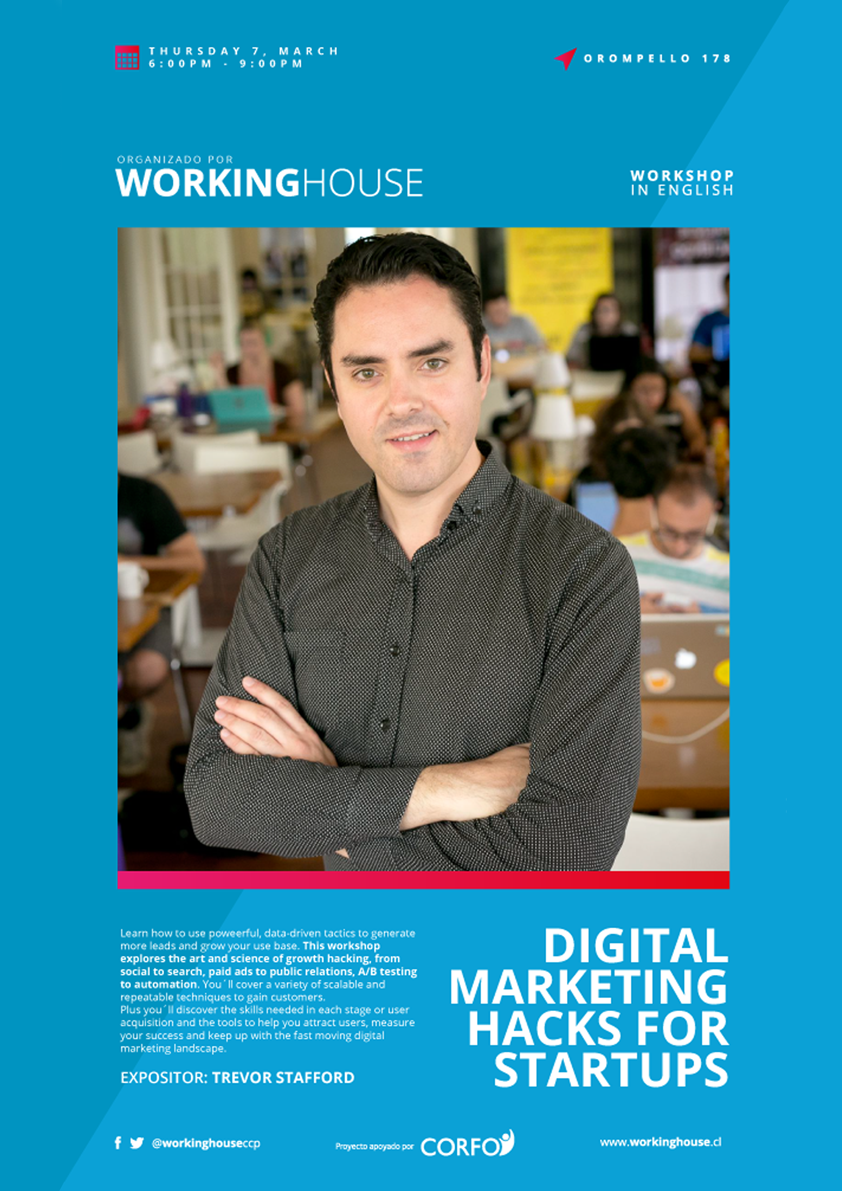 THURSDAY 7, MARCH
6:00PM - 9:00PM
OROMPELLO 178
ORGANIZADO POR
WORKINGHOUSE
WORKSHOP
IN ENGLISH
Learn how to use poweerful, data-driven tactics to generate
more leads and grow your use base. This workshop
explores the art and science of growth hacking, from
social to search, paid ads to public relations, A/B testing
to automation. You´ll cover a variety of scalable and
repeatable techniques to gain customers.
Plus you´ll discover the skills needed in each stage or user
acquisition and the tools to help you attract users, measure
your success and keep up with the fast moving digital
marketing landscape.
EXPOSITOR: TREVOR STAFFORD
DIGITAL
MARKETING
HACKS FOR
STARTUPS
@workinghouseccp
Proyecto apoyado por CORFO
www.workinghouse.cl